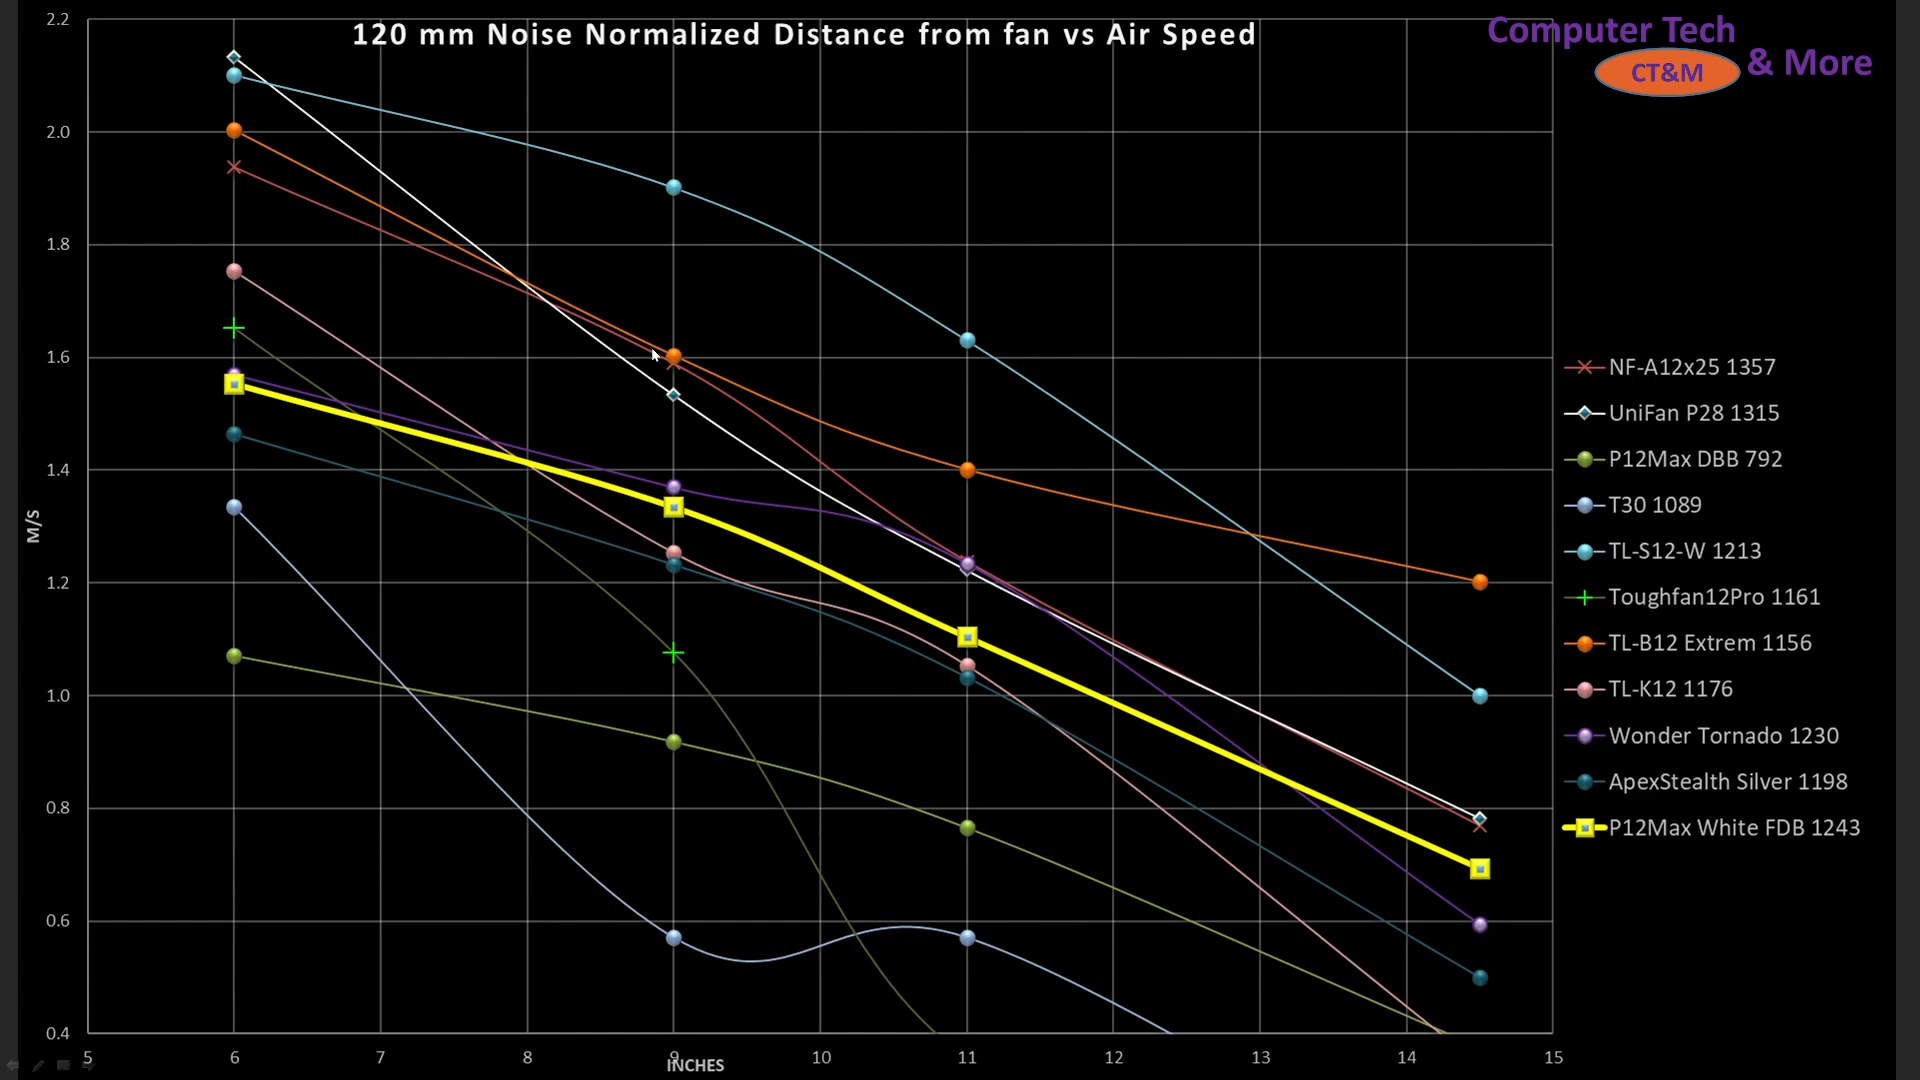 120 mm Noise Normalized Distance from fan vs Air Speed
Computer Tech
CT&M
& More
2.2
2.0
1.8
1.6
1.4
1.2
1.0
0.8
0.6
0.4
M/s
5 6 7 8 9 10 11 12 13 14 15
INCHES
NF-A12x25 1357
UniFan P28 1315
P12Max DBB 792
T30 1089
TL-S12-W 1213
Toughfan12Pro 1161
TL-B12 Extrem 1156
TL-K12 1176
Wonder Tornado 1230
ApexStealth Silver 1198
P12Max White FDB 1243